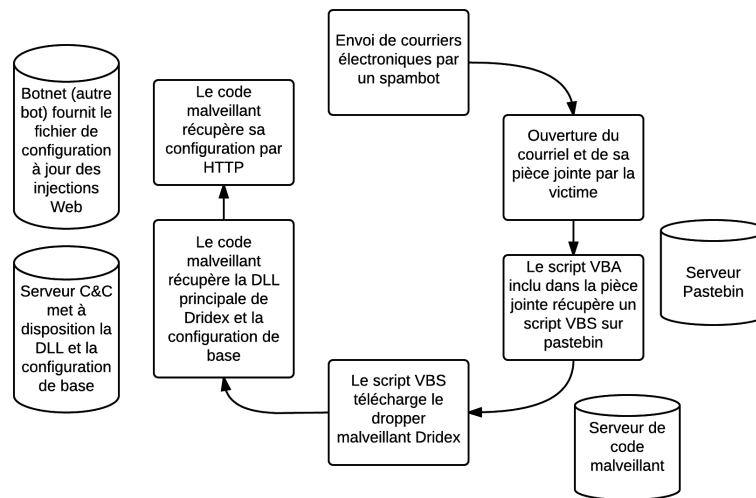 Envoi de courriers
électroniques par
un spambot
Botnet (autre
bot) fournit le
fichier de
configuration
à jour des
injections
Web
Le code
malveillant
récupère sa
configuration par
HTTP
Ouverture du
courriel et de sa
pièce jointe par la
victime
Le code
malveillant
récupère la DLL
principale de
Dridex et la
configuration de
base
Le script VBA
inclu dans la pièce
jointe récupère un
script VBS sur
pastebin
Serveur
Pastebin
Serveur C&C
met à
disposition la
DLL et la
configuration
de base
Le script VBS
télécharge le
dropper
malveillant Dridex
Serveur de
code
malveillant